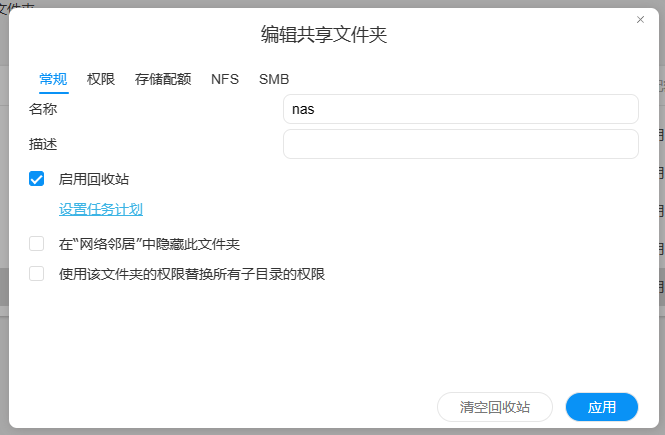 文件夹
编辑共享文件夹
常规 权限 存储配额 NFS SMB
名称 nas
描述
启用回收站
设置任务计划
在“网络邻居”中隐藏此文件夹
使用该文件夹的权限替换所有子目录的权限
清空回收站 应用